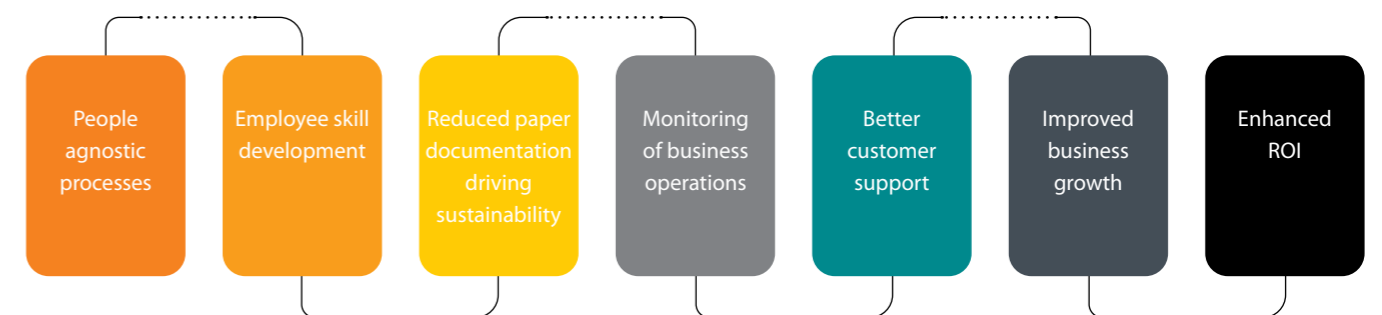 People
agnostic
processes
Employee skill
development
Reduced paper
documentation
driving
sustainability
Monitoring
of business
operations
Better
customer
support
Improved
business
growth
Enhanced
ROI